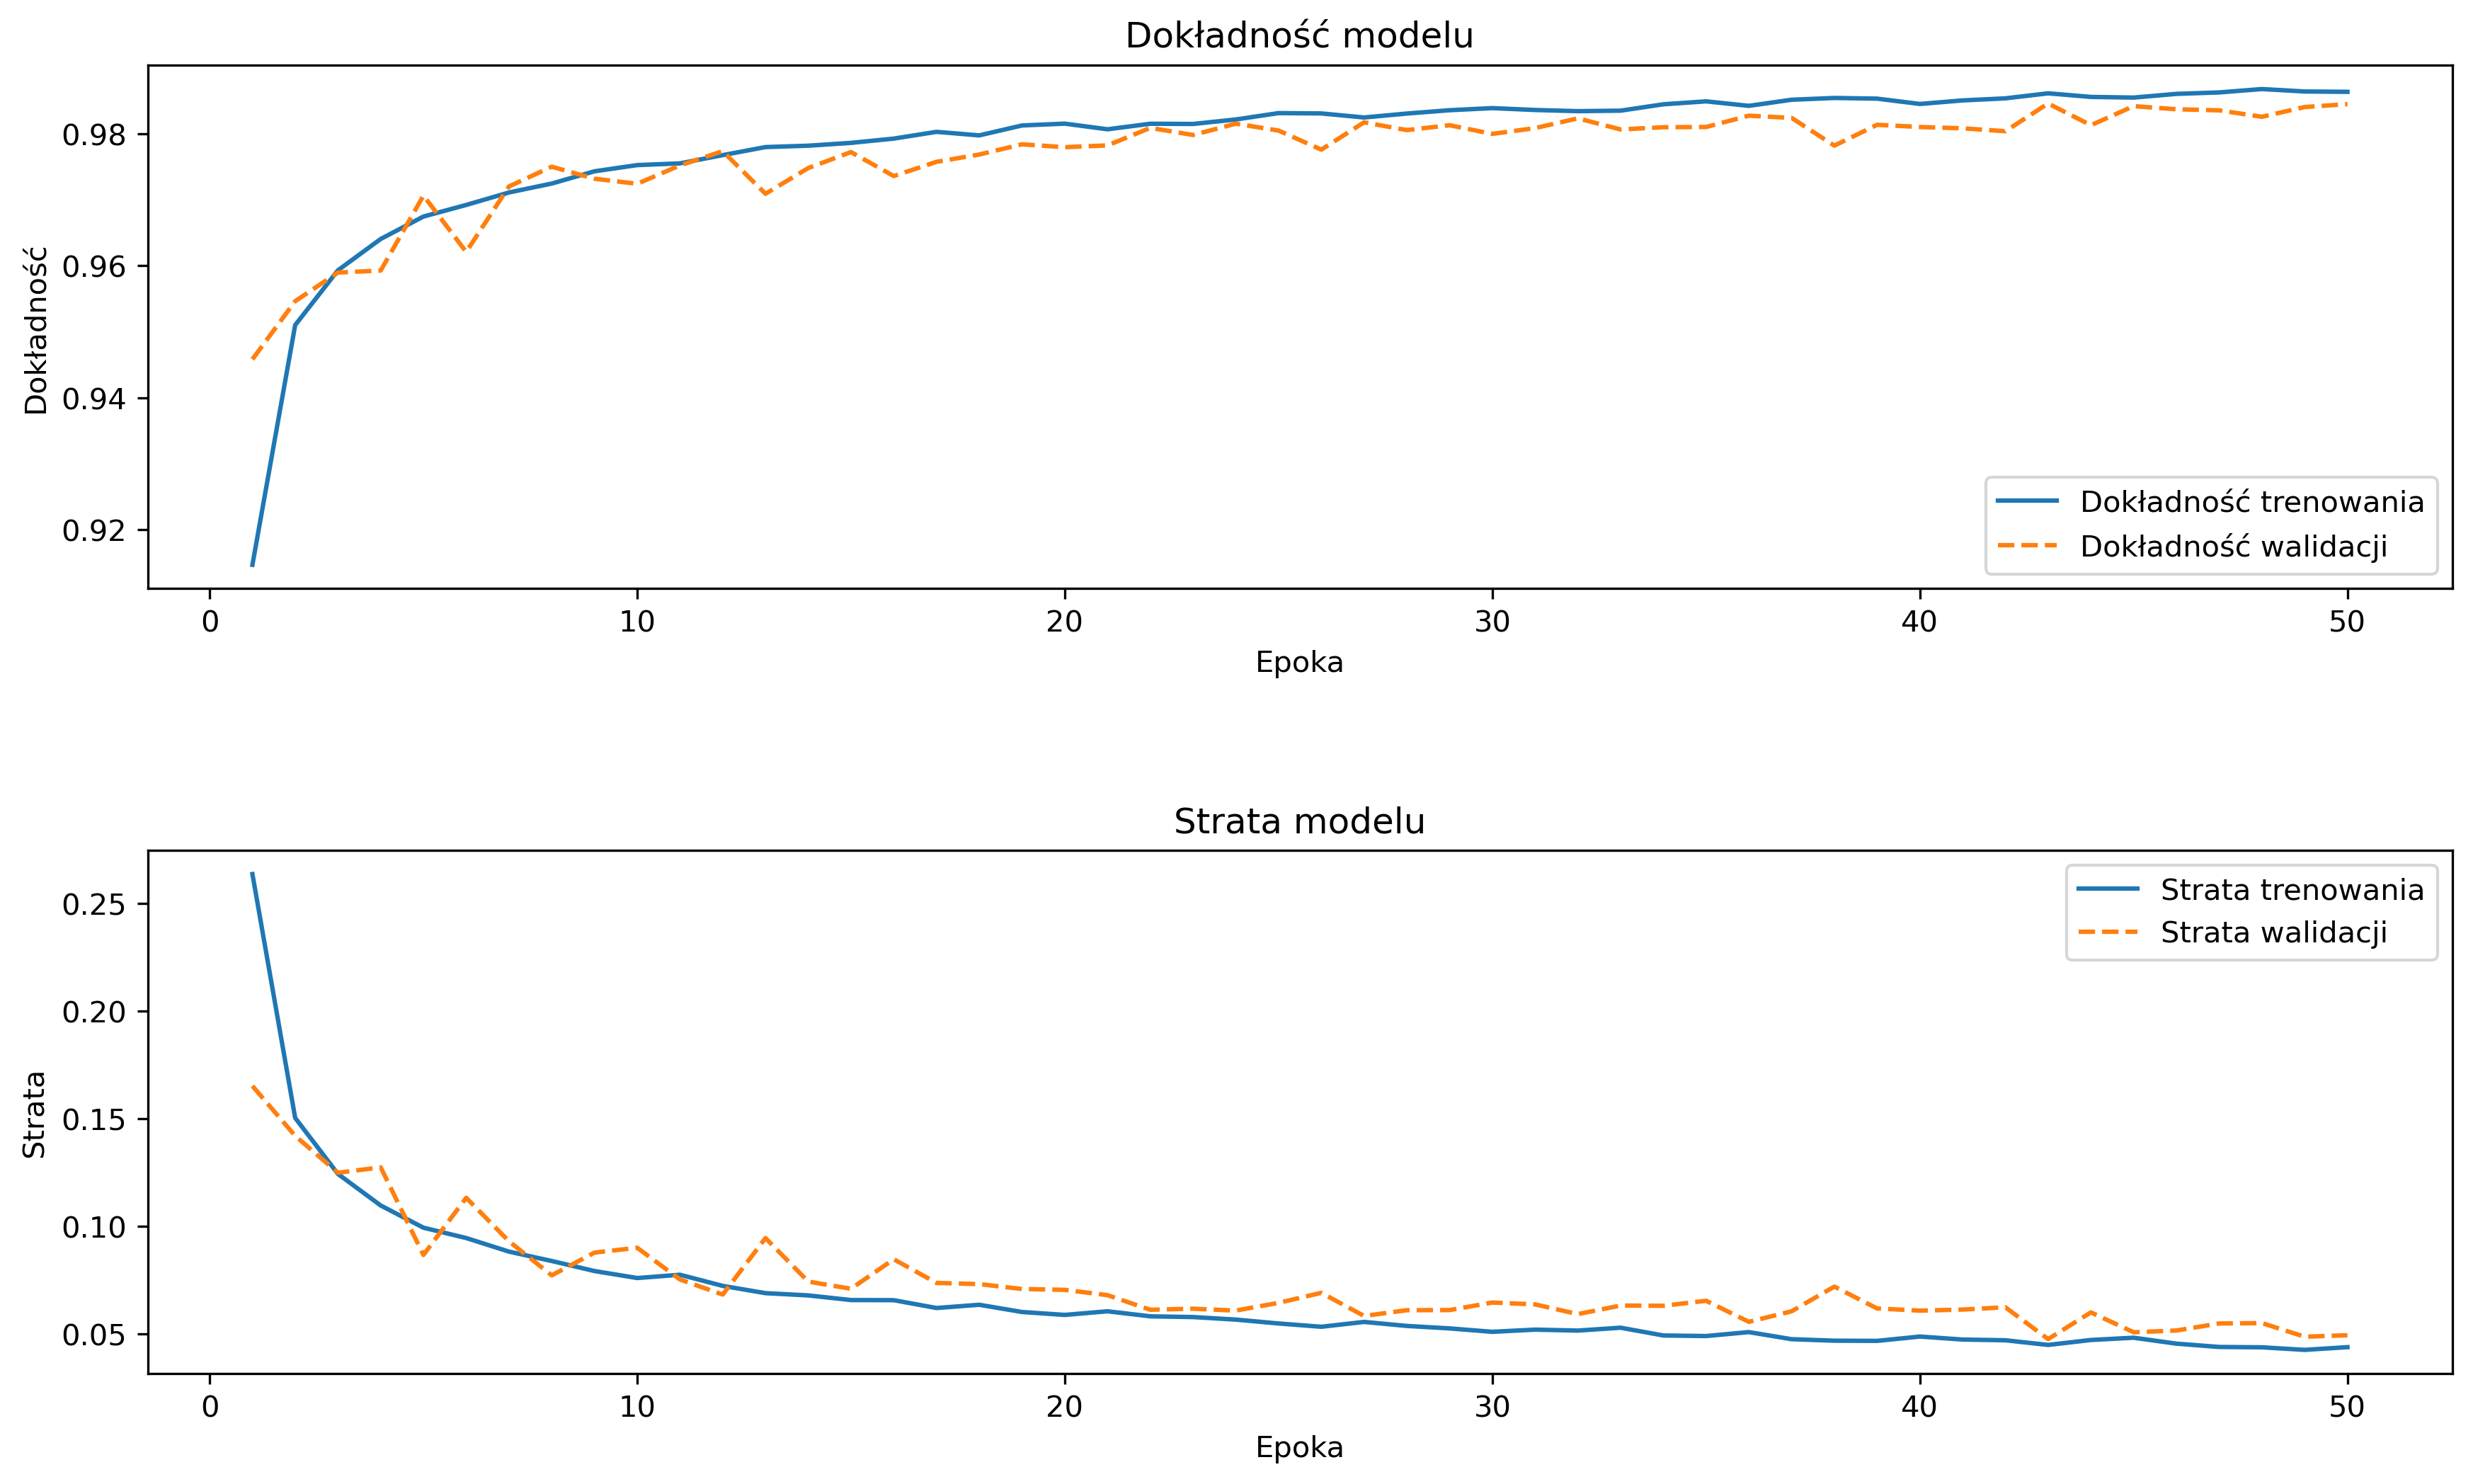 Dokładność modelu
Dokładność
0.98
0.96
0.94
0.92
Dokładność trenowania
Dokładność walidacji
0 10 20 30 40 50
Epoka
Strata modelu
Strata
0.25
0.20
0.15
0.10
0.05
Strata trenowania
Strata walidacji
0 10 20 30 40 50
Epoka